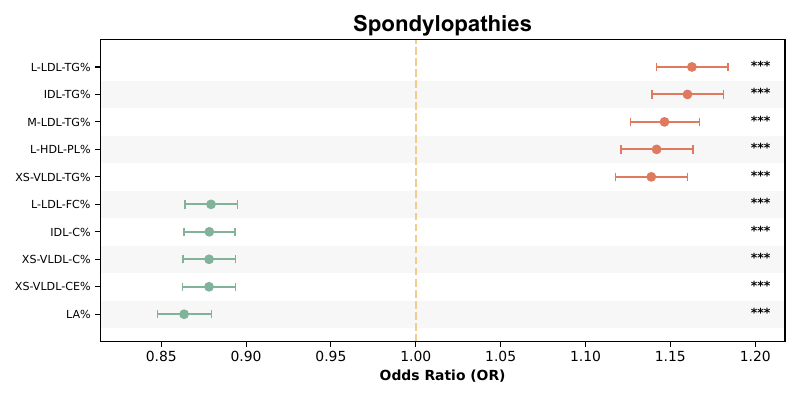 Spondylopathies
L-LDL-TG% ***
IDL-TG% ***
M-LDL-TG% ***
L-HDL-PL% ***
XS-VLDL-TG% ***
L-LDL-FC% ***
IDL-C% ***
XS-VLDL-C% ***
XS-VLDL-CE% ***
LA% ***
0.85 0.90 0.95 1.00 1.05 1.10 1.15 1.20
Odds Ratio (OR)